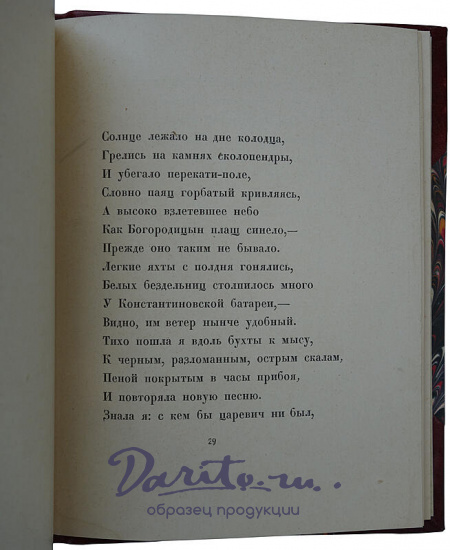 Солнце лежало на дне колодца,
Грелись на камнях сколопендры,
И убегало перекати-поле,
Словно паяц горбатый кривляясь,
А высоко взлетевшее небо
Как Богородицын плащ синело,—
Прежде оно таким не бывало.
Легкие яхты с полдня гонялись,
Белых бездельниц столпилось много
У Константиновской батареи,—
Видно, им ветер нынче удобный.
Тихо пошла я вдоль бухты к мысу,
К черным, разломанным, острым скалам,
Пеной покрытым в часы прибоя,
И повторяла новую песню.
Знала я: с кем бы царевич ни был,
29
Darito.ru
образец продукции